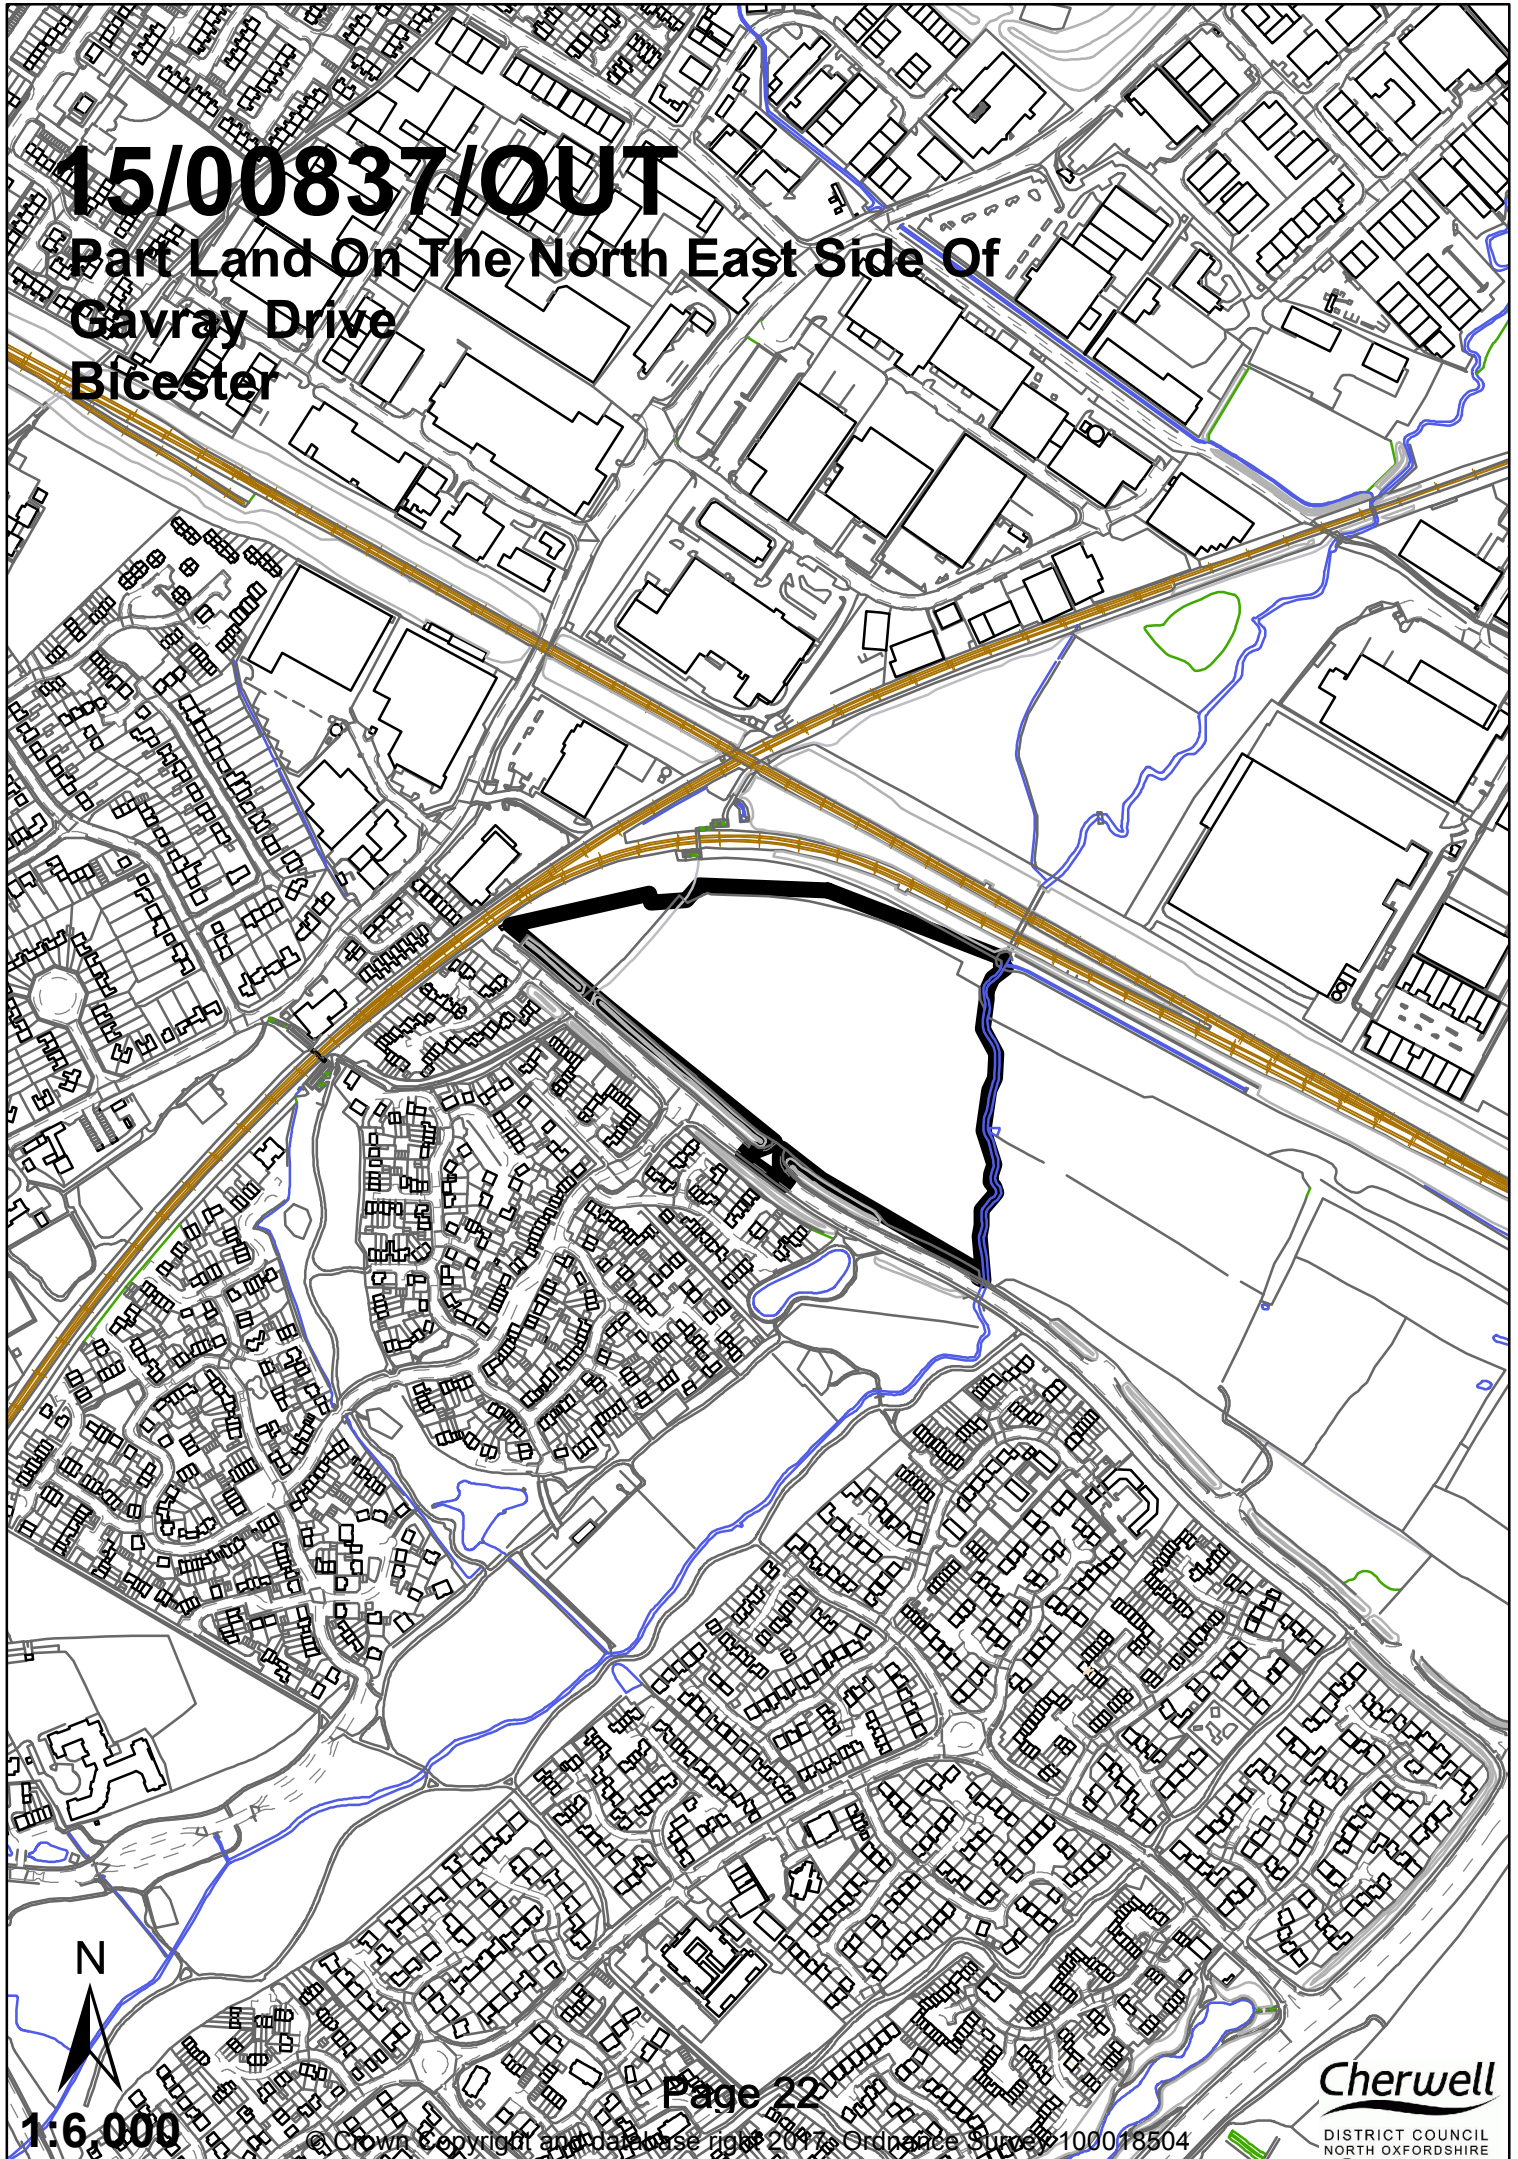 15/00837/OUT
Part Land On The North East Side Of
Gavray Drive
Bicester
N
1:6,000
Page 22
© Crown Copyright and database right 2017. Ordnance Survey 100018504
Cherwell
DISTRICT COUNCIL
NORTH OXFORDSHIRE